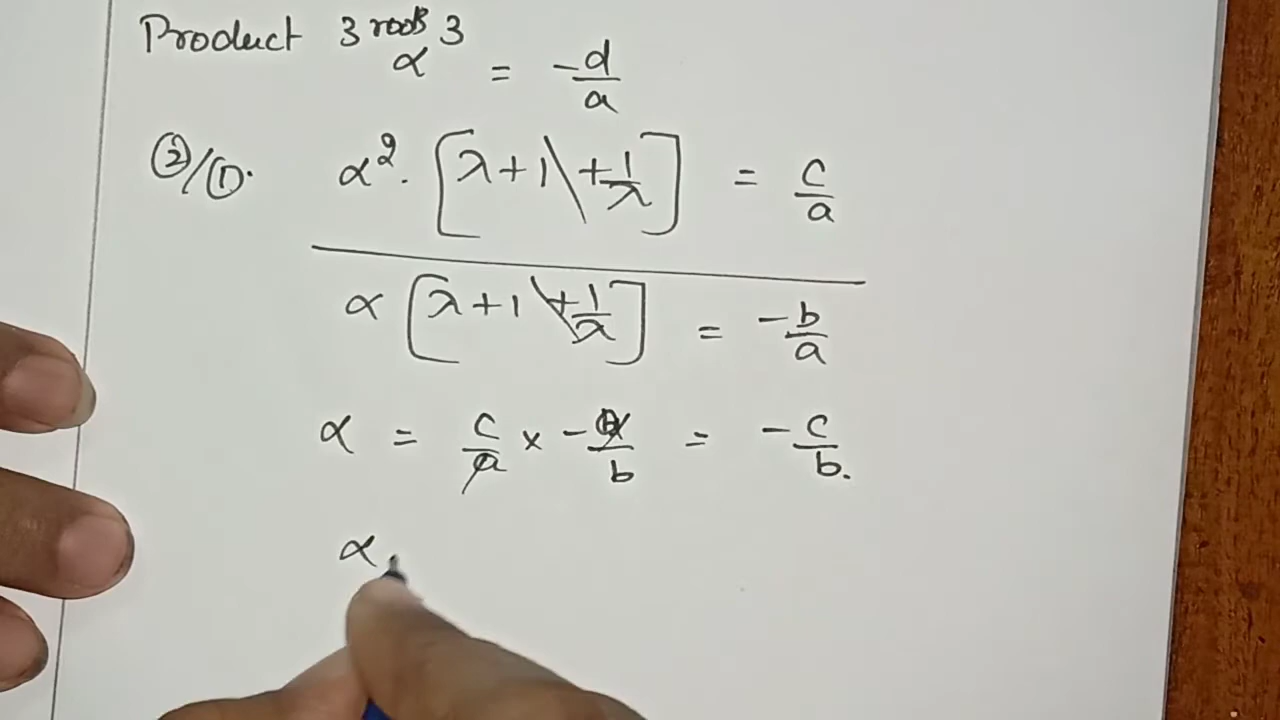 Product 3 roots 3
α = -d/a
②/①. α². [λ+1+1/λ] = c/a
α [λ+1+1/λ] = -b/a
α = c/a × -a/b = -c/b.
α